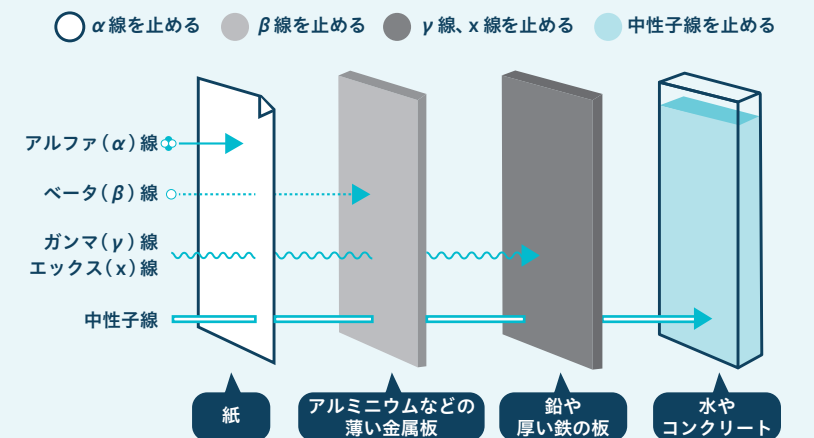 α線を止める
β線を止める
γ線、x線を止める
中性子線を止める
アルファ(α)線
ベータ(β)線
ガンマ(γ)線
エックス(x)線
中性子線
紙
アルミニウムなどの
薄い金属板
鉛や
厚い鉄の板
水や
コンクリート